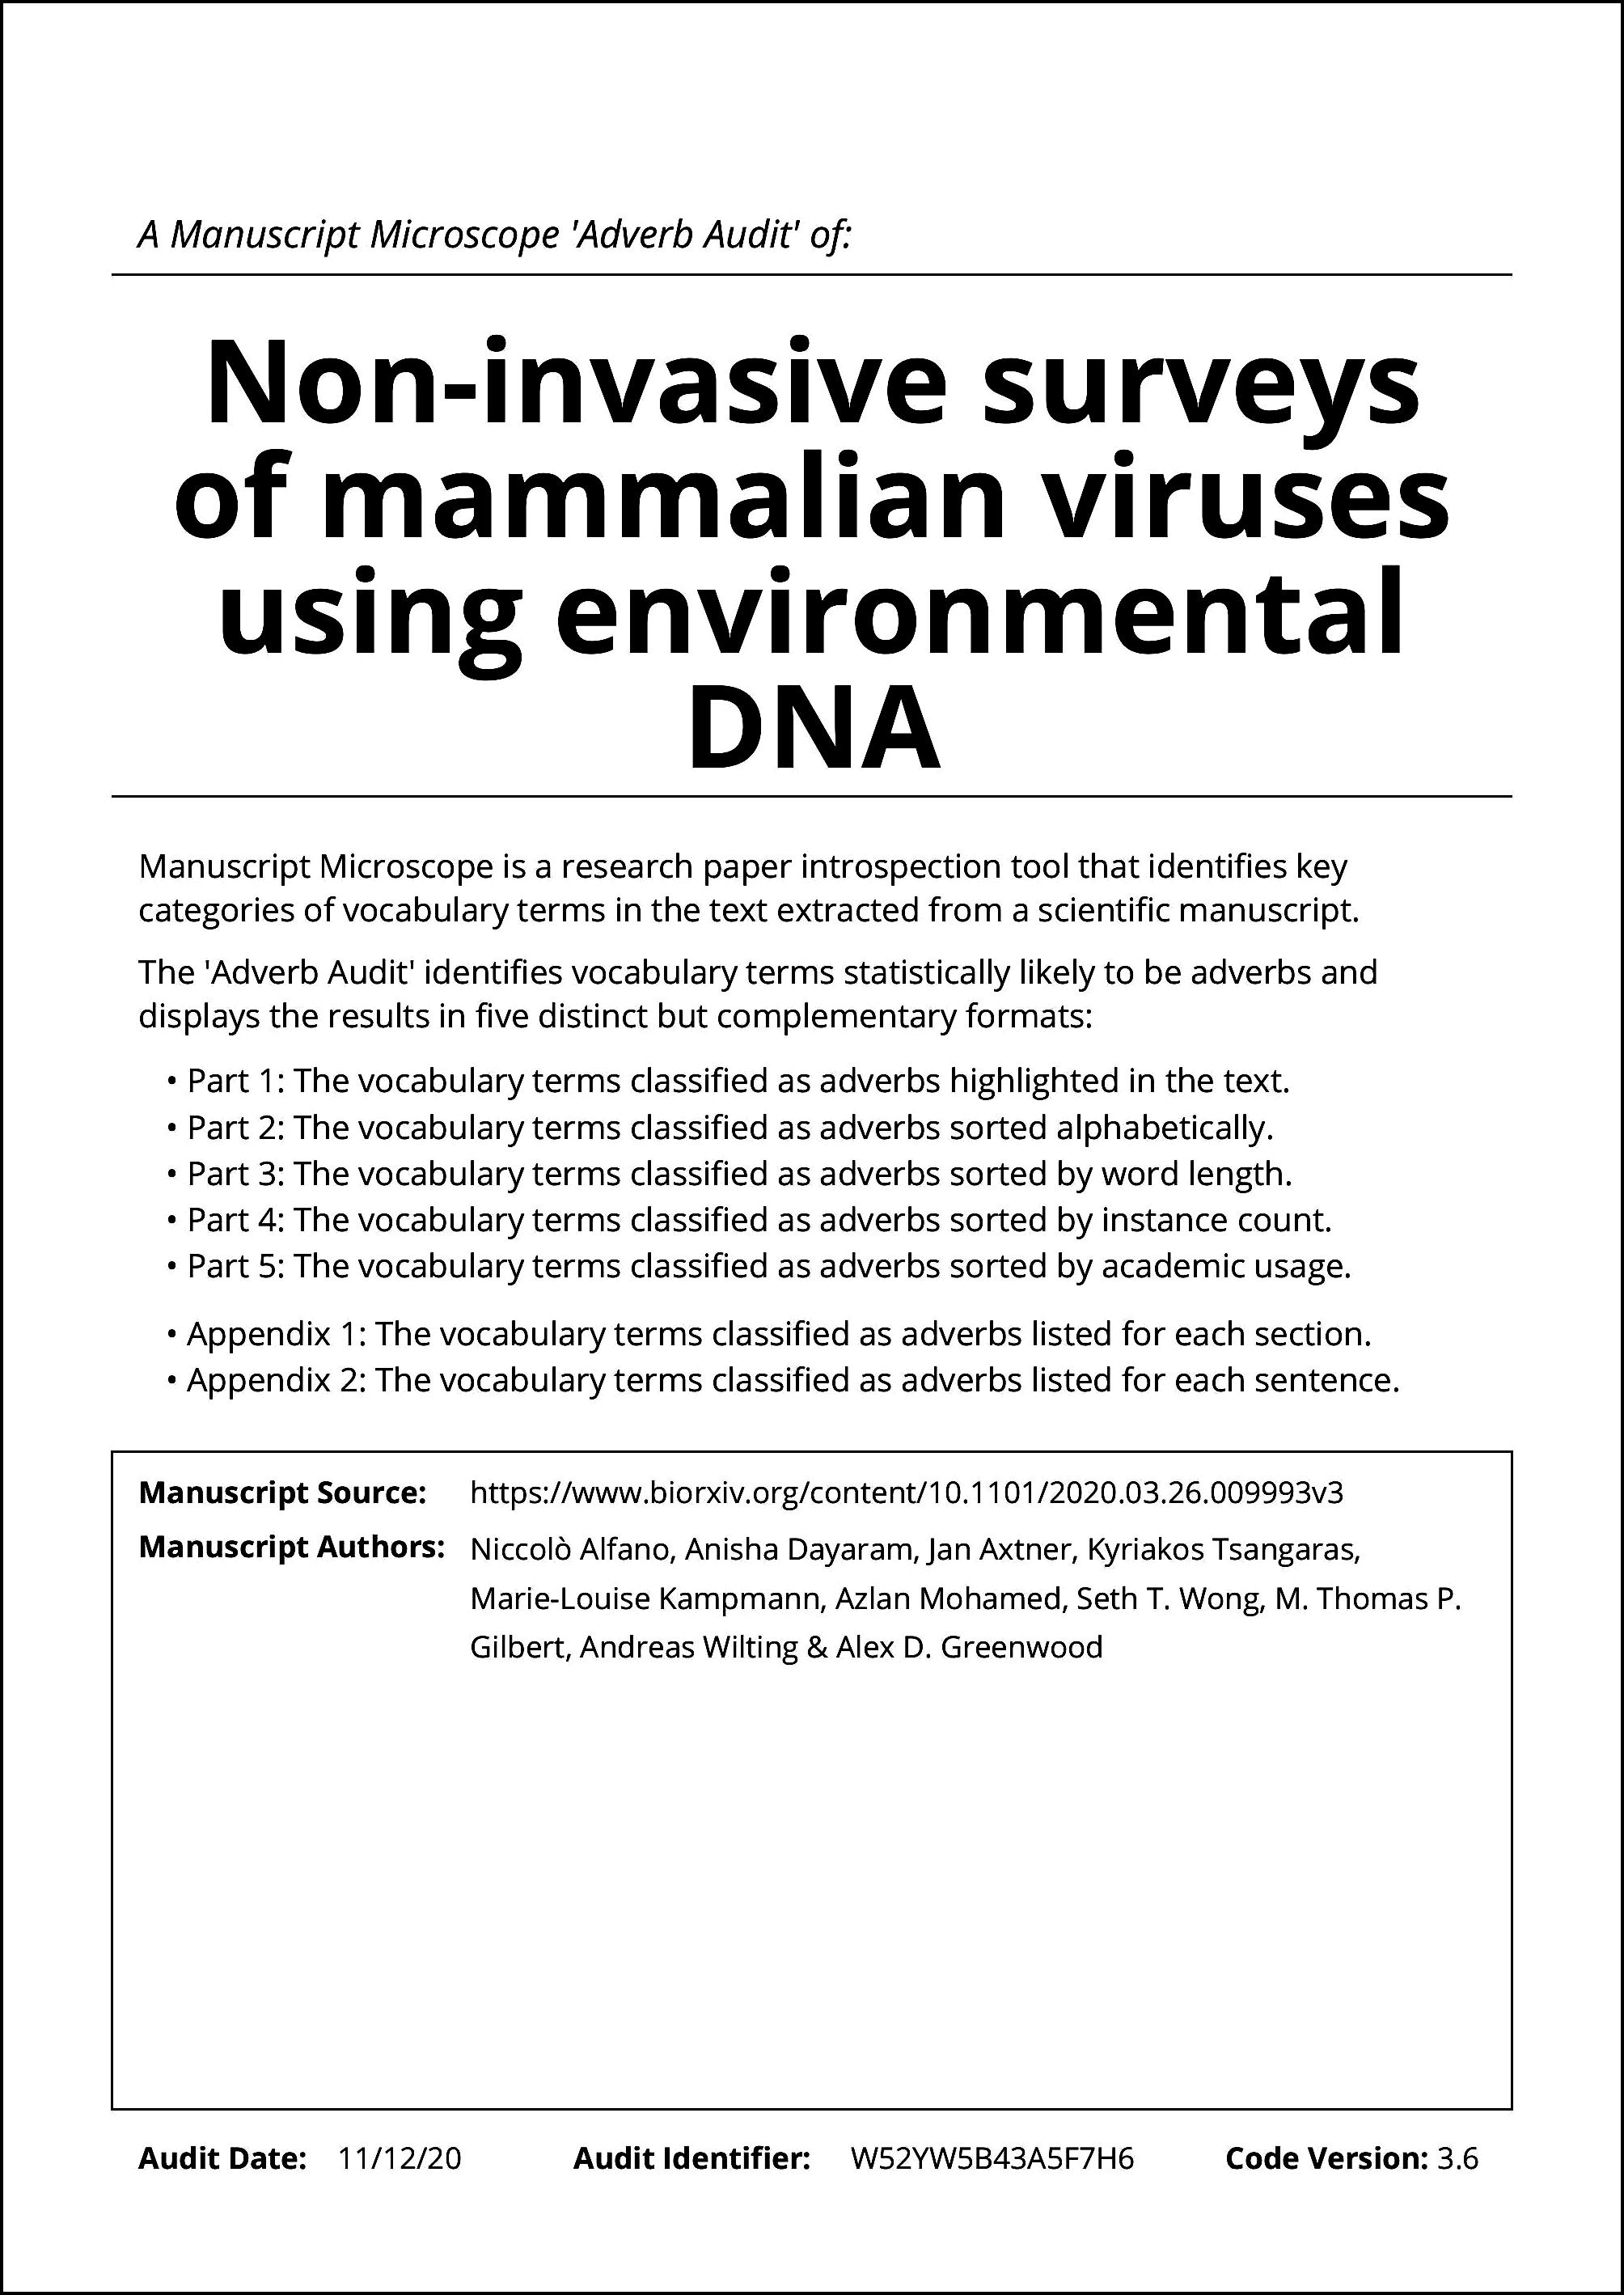 A Manuscript Microscope 'Adverb Audit' of:
Non-invasive surveys
of mammalian viruses
using environmental
DNA
Manuscript Microscope is a research paper introspection tool that identifies key
categories of vocabulary terms in the text extracted from a scientific manuscript.
The 'Adverb Audit' identifies vocabulary terms statistically likely to be adverbs and
displays the results in five distinct but complementary formats:
• Part 1: The vocabulary terms classified as adverbs highlighted in the text.
• Part 2: The vocabulary terms classified as adverbs sorted alphabetically.
• Part 3: The vocabulary terms classified as adverbs sorted by word length.
• Part 4: The vocabulary terms classified as adverbs sorted by instance count.
• Part 5: The vocabulary terms classified as adverbs sorted by academic usage.
• Appendix 1: The vocabulary terms classified as adverbs listed for each section.
• Appendix 2: The vocabulary terms classified as adverbs listed for each sentence.
Manuscript Source: https://www.biorxiv.org/content/10.1101/2020.03.26.009993v3
Manuscript Authors: Niccolò Alfano, Anisha Dayaram, Jan Axtner, Kyriakos Tsangaras,
Marie-Louise Kampmann, Azlan Mohamed, Seth T. Wong, M. Thomas P.
Gilbert, Andreas Wilting & Alex D. Greenwood
Audit Date: 11/12/20 Audit Identifier: W52YW5B43A5F7H6 Code Version: 3.6